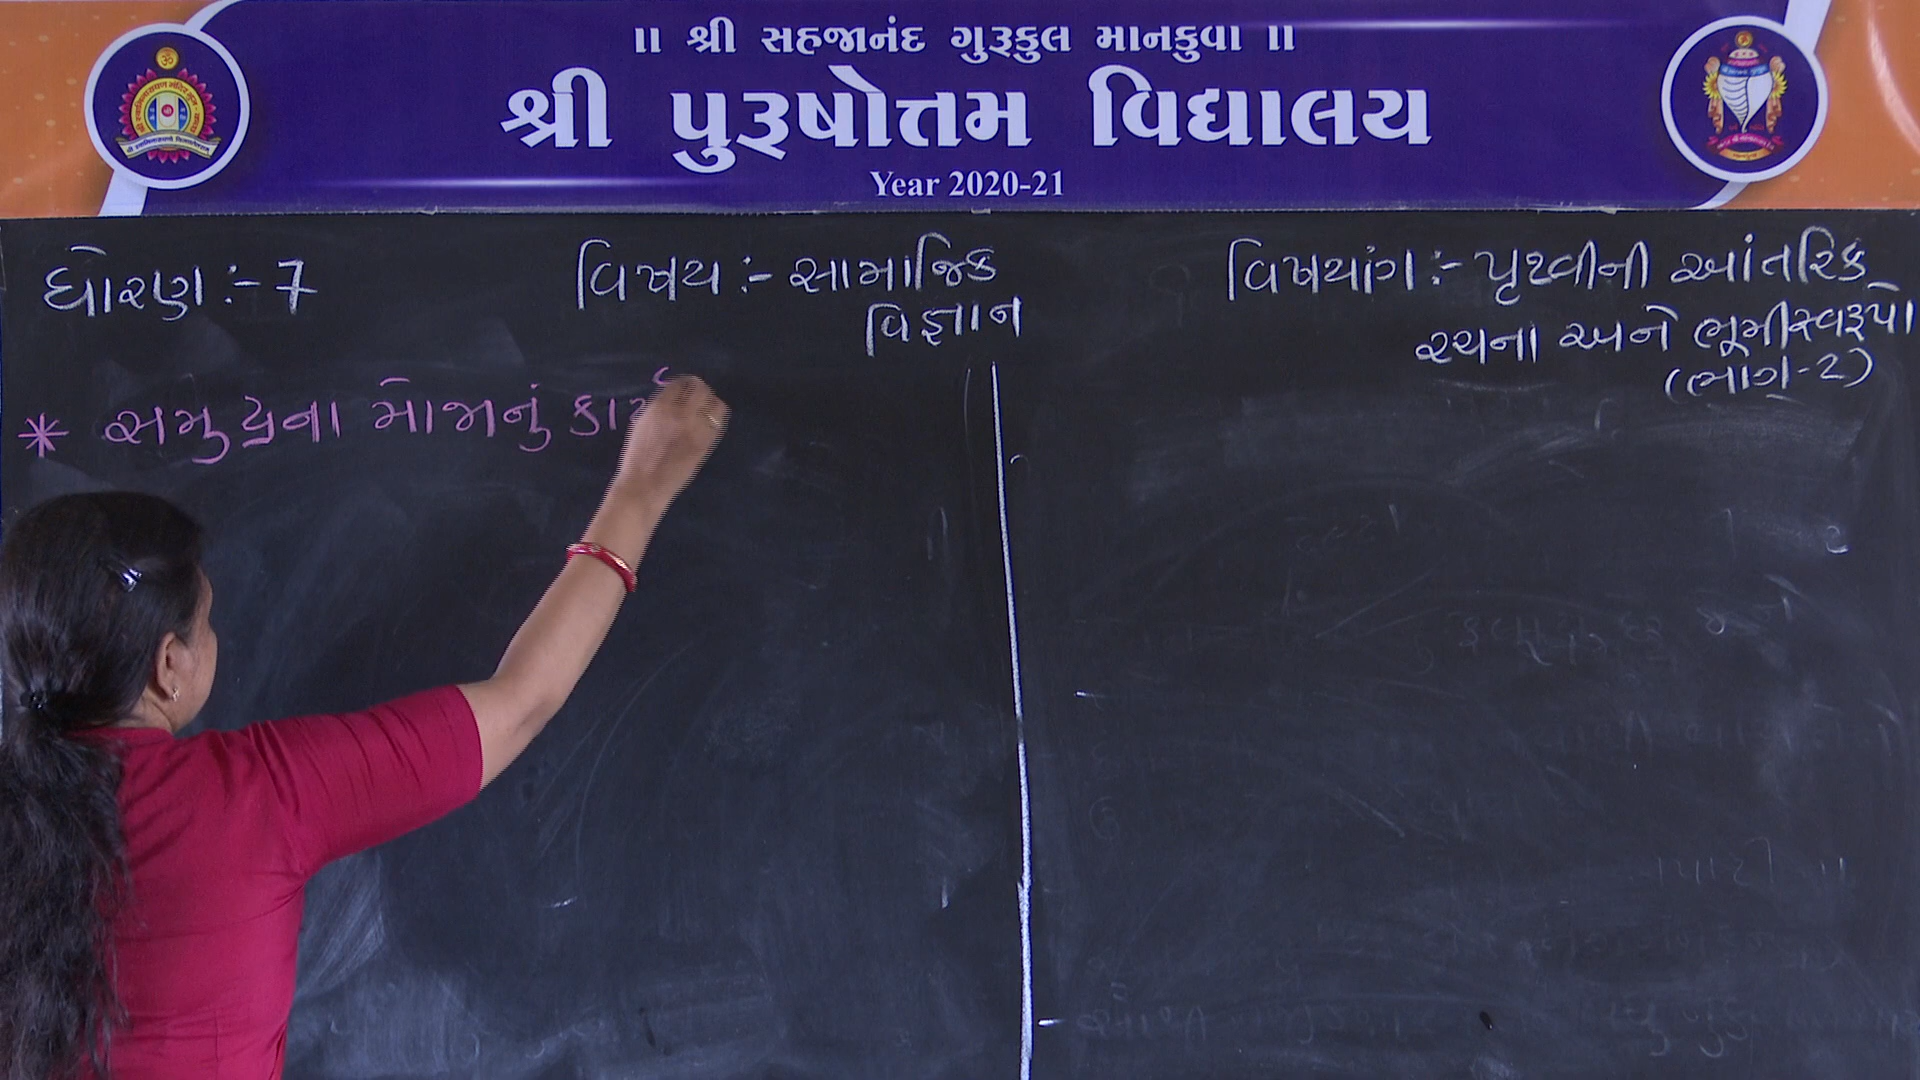 ॥ શ્રી સહજાનંદ ગુરૂકુલ માનકુવા ॥
શ્રી પુરૂષોત્તમ વિદ્યાલય
Year 2020-21
ધોરણ :- 7
વિષય :- સામાજિક
વિજ્ઞાન
વિષયાંગ :- પૃથ્વીની આંતરિક
રચના અને ભૂમીસ્વરૂપો
(ભાગ-2)
* સમુદ્રના મોજાનું